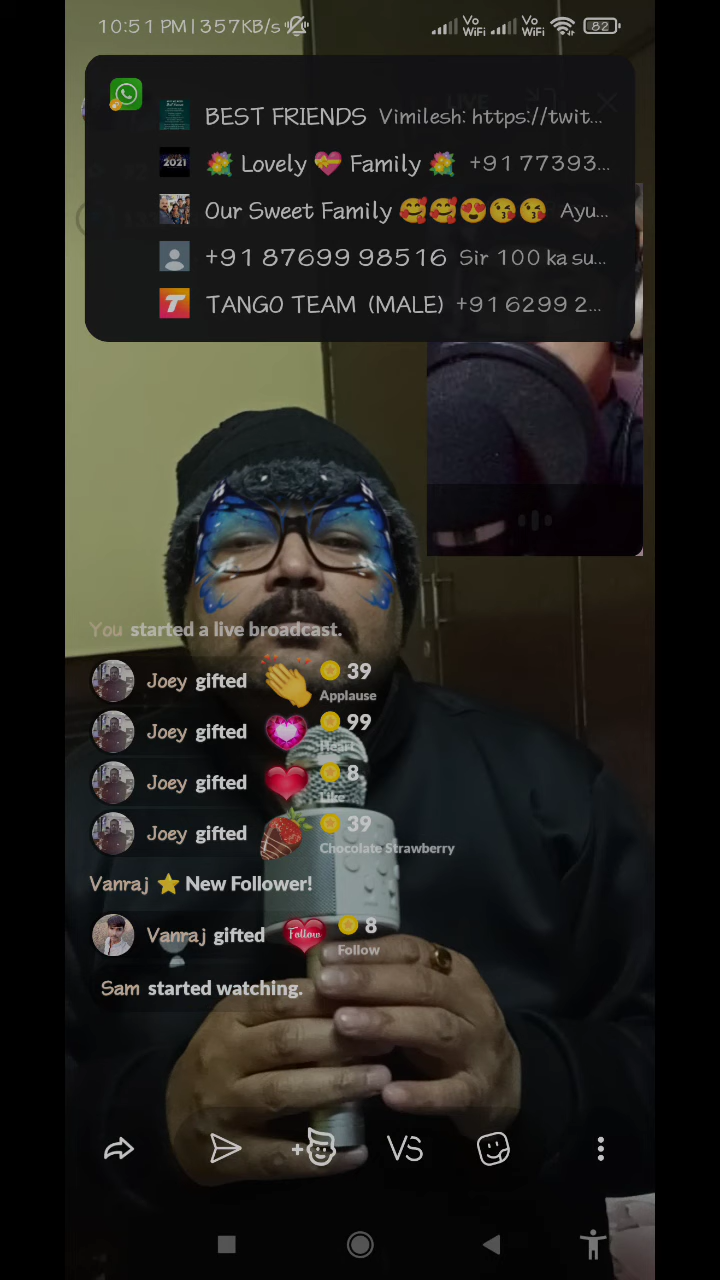 10:51 PM | 357KB/s
Vo WiFi Vo WiFi 82
BEST FRIENDS Vimilesh: https://twit...
2021 💐 Lovely 💝 Family 💐 +91 77393...
Our Sweet Family 🥰🥰😍😘😘 Ayu...
+91 87699 98516 Sir 100 ka su...
T TANGO TEAM (MALE) +91 6299 2...
You started a live broadcast.
Joey gifted 39
Applause
Joey gifted 99
Heart
Joey gifted 8
Like
Joey gifted 39
Chocolate Strawberry
Vanraj ⭐ New Follower!
Vanraj gifted Follow 8
Follow
Sam started watching.
VS